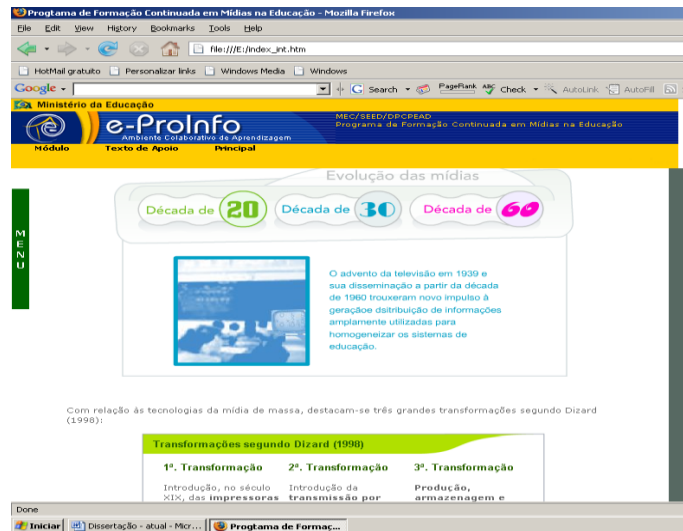 Progtama de Formação Continuada em Mídias na Educação - Mozilla Firefox
File Edit View History Bookmarks Tools Help
file:///E:/index_int.htm
HotMail gratuito Personalizar links Windows Media Windows
Google G Search PageRank ABC Check AutoLink AutoFill
Ministério da Educação
e-ProInfo
Ambiente Colaborativo de Aprendizagem
MEC/SEED/DPCPEAD
Programa de Formação Continuada em Mídias na Educação
Módulo Texto de Apoio Principal
MENU
Evolução das mídias
Década de 20 Década de 30 Década de 60
O advento da televisão em 1939 e
sua disseminação a partir da década
de 1960 trouxeram novo impulso à
geraçãoe dsitribuição de informações
amplamente utilizadas para
homogeneizar os sistemas de
educação.
Com relação às tecnologias da mídia de massa, destacam-se três grandes transformações segundo Dizard
(1998):
Transformações segundo Dizard (1998)
1ª. Transformação 2ª. Transformação 3ª. Transformação
Introdução, no século Introdução da Produção,
XIX, das impressoras transmissão por armazenagem e
Done
Iniciar Dissertação - atual - Micr... Progtama de Formaç...